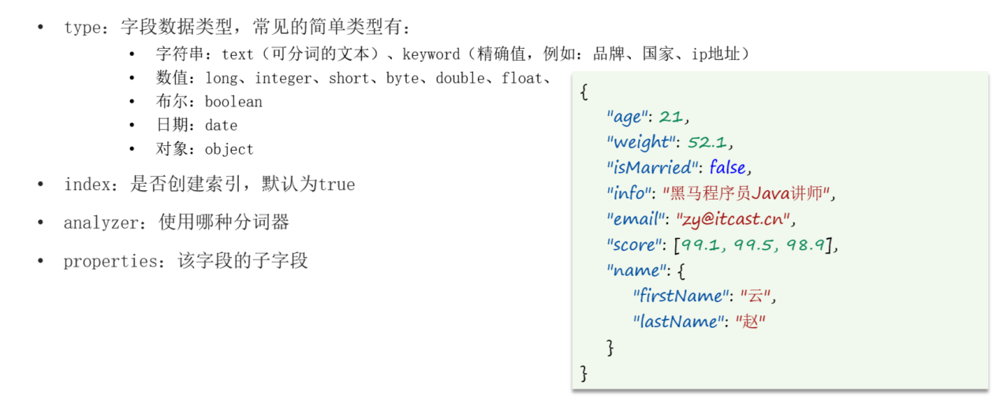 • type：字段数据类型，常见的简单类型有：
• 字符串：text（可分词的文本）、keyword（精确值，例如：品牌、国家、ip地址）
• 数值：long、integer、short、byte、double、float、
• 布尔：boolean
• 日期：date
• 对象：object
• index：是否创建索引，默认为true
• analyzer：使用哪种分词器
• properties：该字段的子字段
{
"age": 21,
"weight": 52.1,
"isMarried": false,
"info": "黑马程序员Java讲师",
"email": "zy@itcast.cn",
"score": [99.1, 99.5, 98.9],
"name": {
"firstName": "云",
"lastName": "赵"
}
}